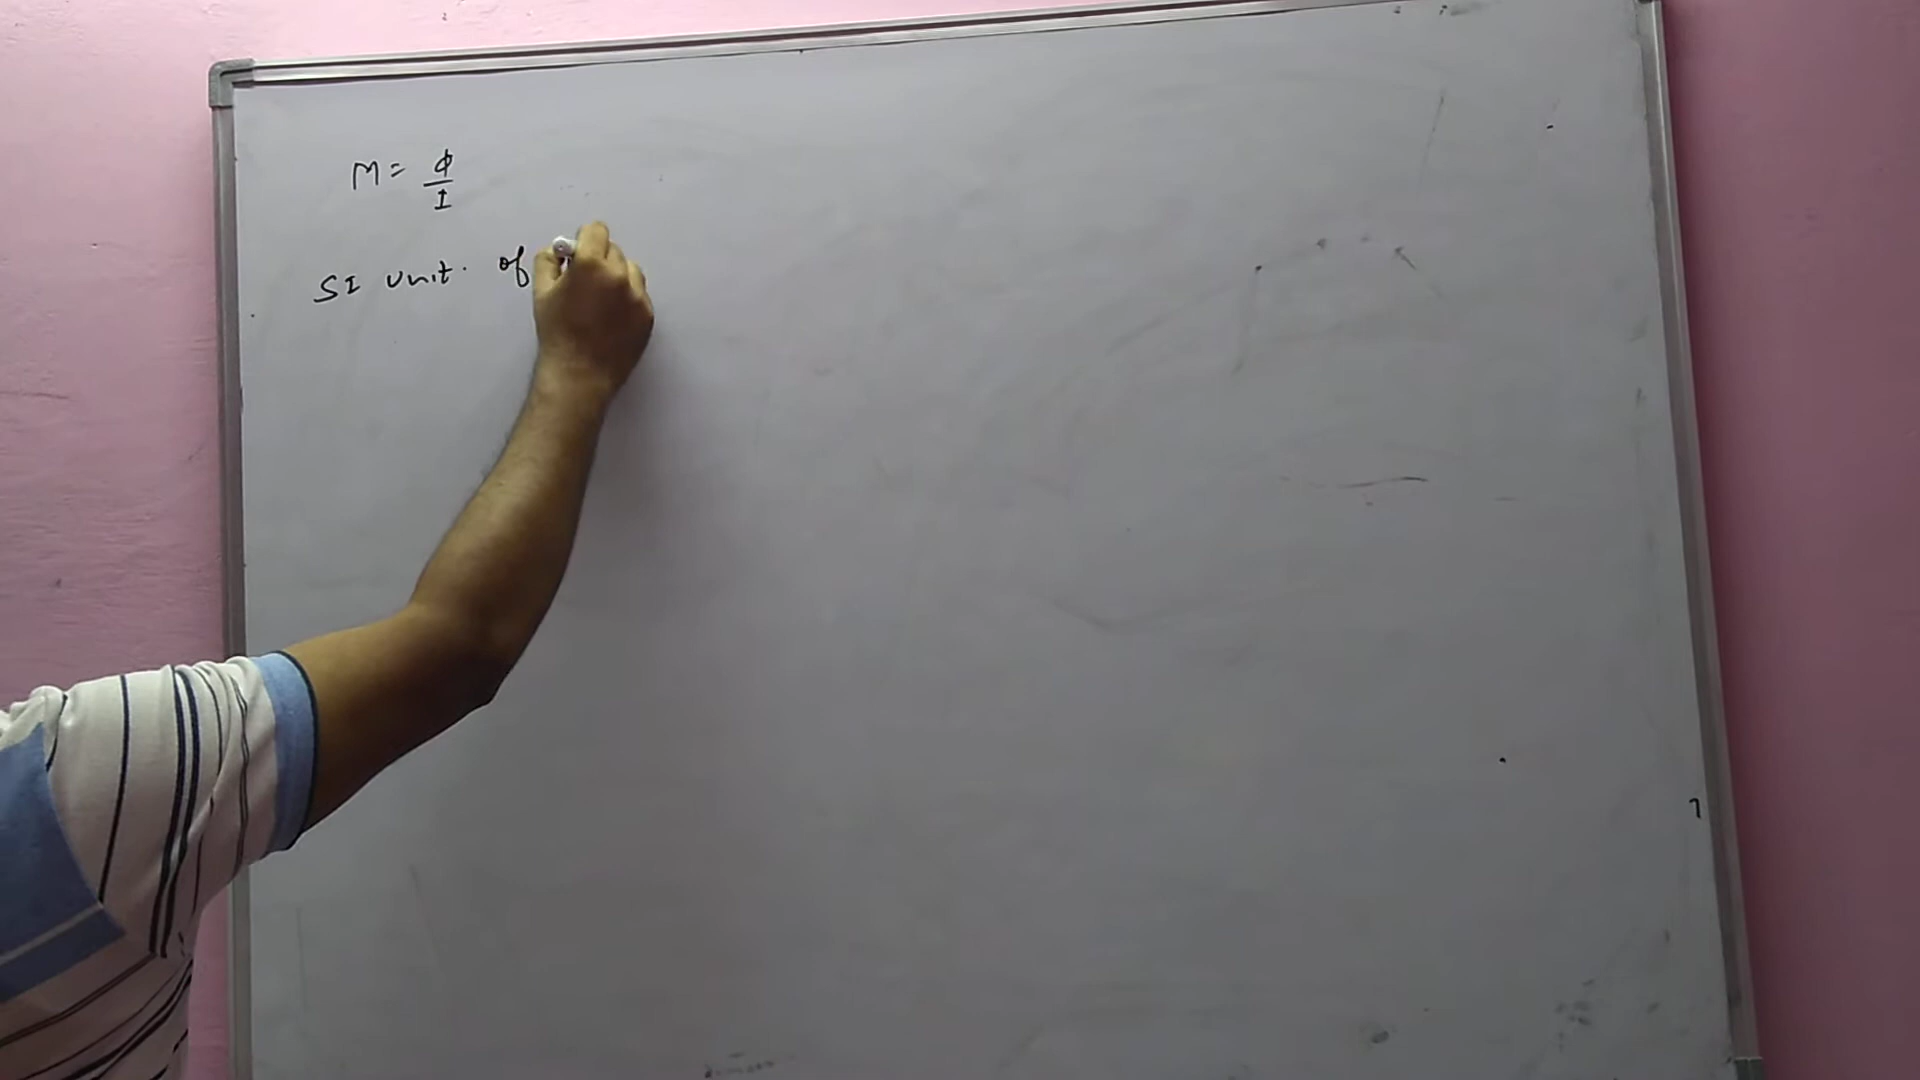 M = ϕ/I
SI unit. of